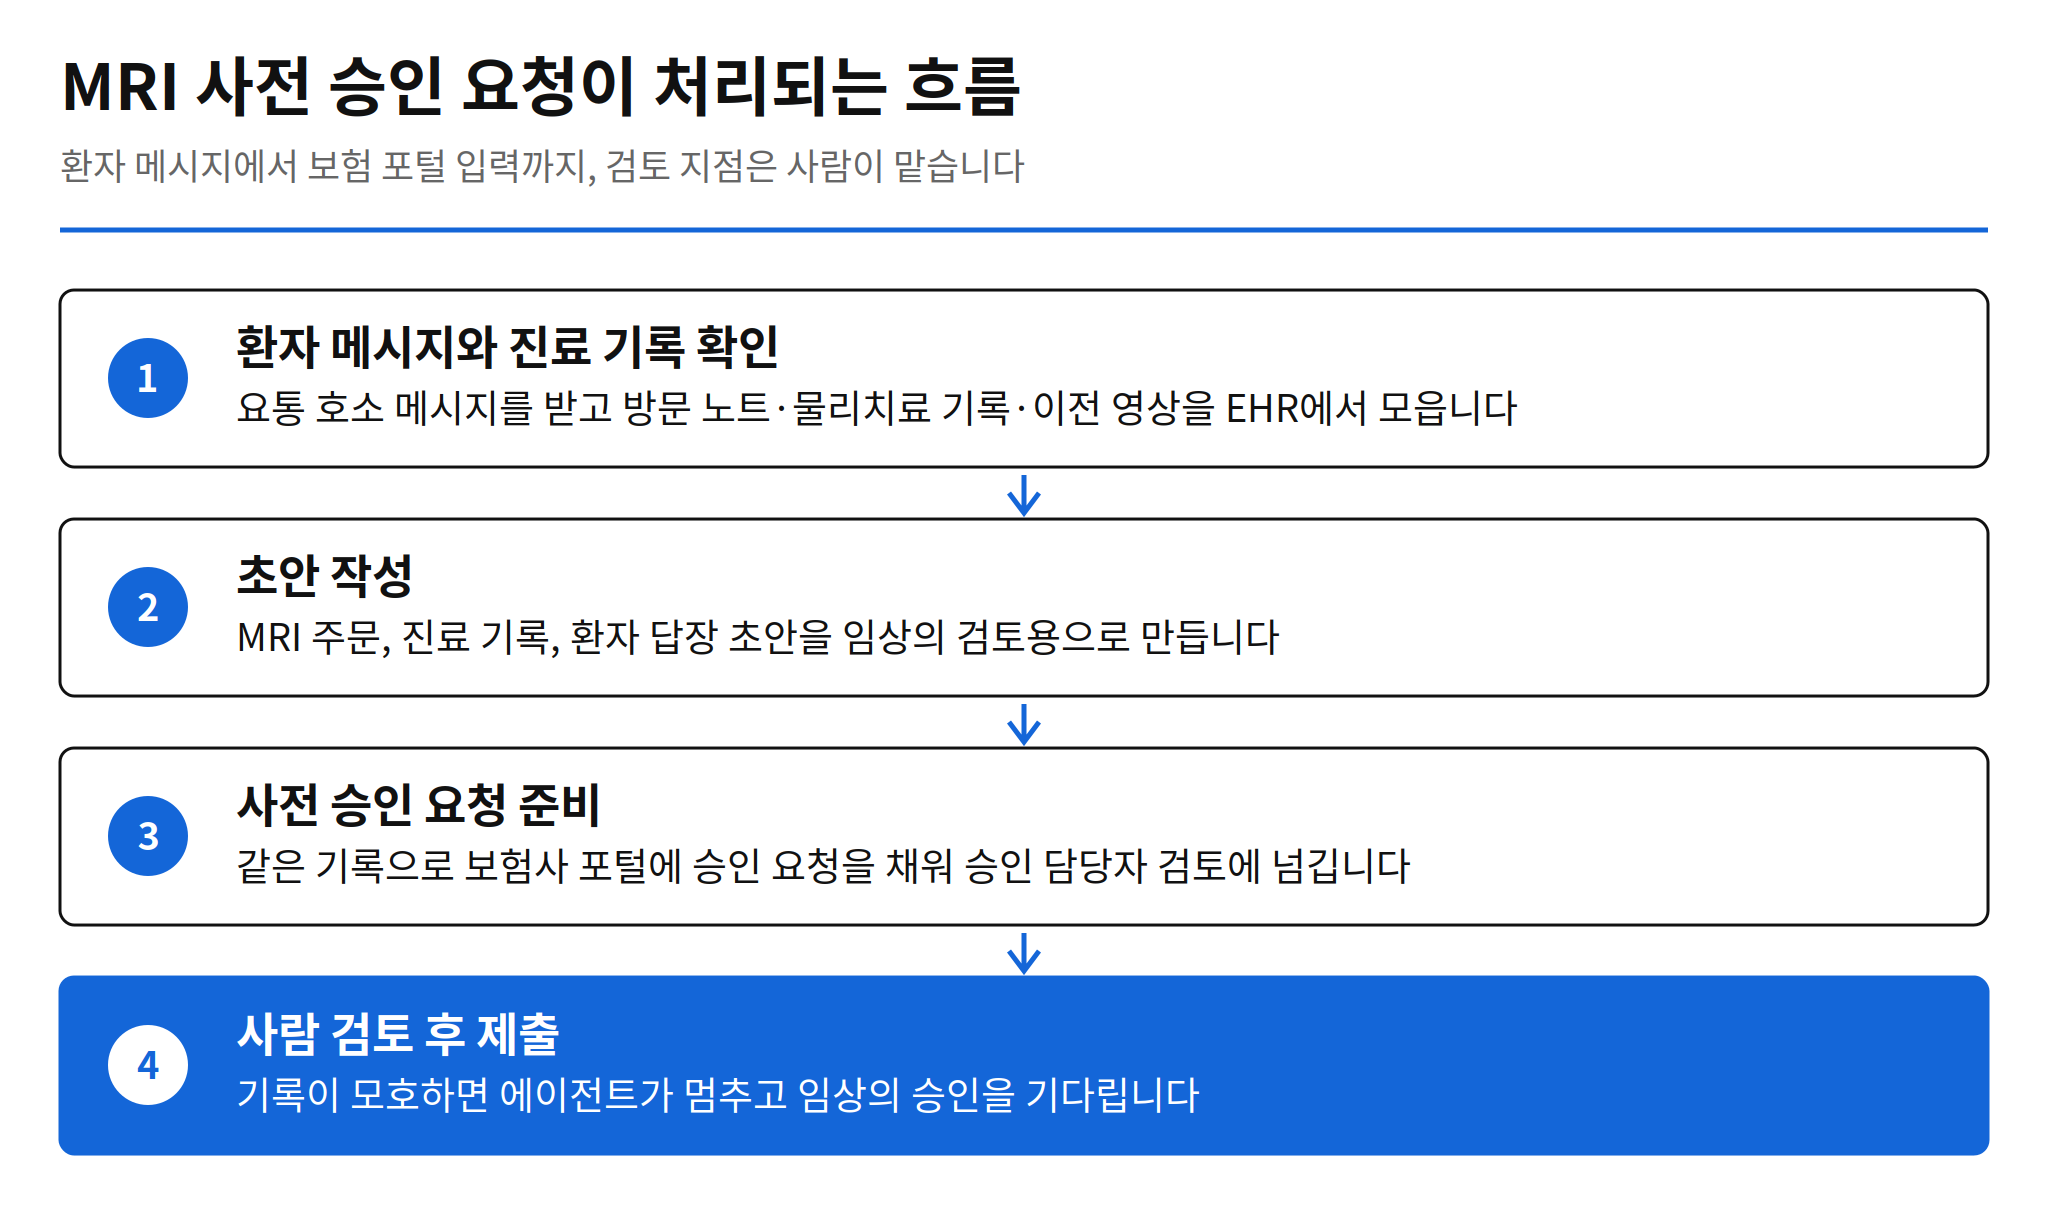 MRI 사전 승인 요청이 처리되는 흐름
환자 메시지에서 보험 포털 입력까지, 검토 지점은 사람이 맡습니다
1
환자 메시지와 진료 기록 확인
요통 호소 메시지를 받고 방문 노트·물리치료 기록·이전 영상을 EHR에서 모읍니다
2
초안 작성
MRI 주문, 진료 기록, 환자 답장 초안을 임상의 검토용으로 만듭니다
3
사전 승인 요청 준비
같은 기록으로 보험사 포털에 승인 요청을 채워 승인 담당자 검토에 넘깁니다
4
사람 검토 후 제출
기록이 모호하면 에이전트가 멈추고 임상의 승인을 기다립니다